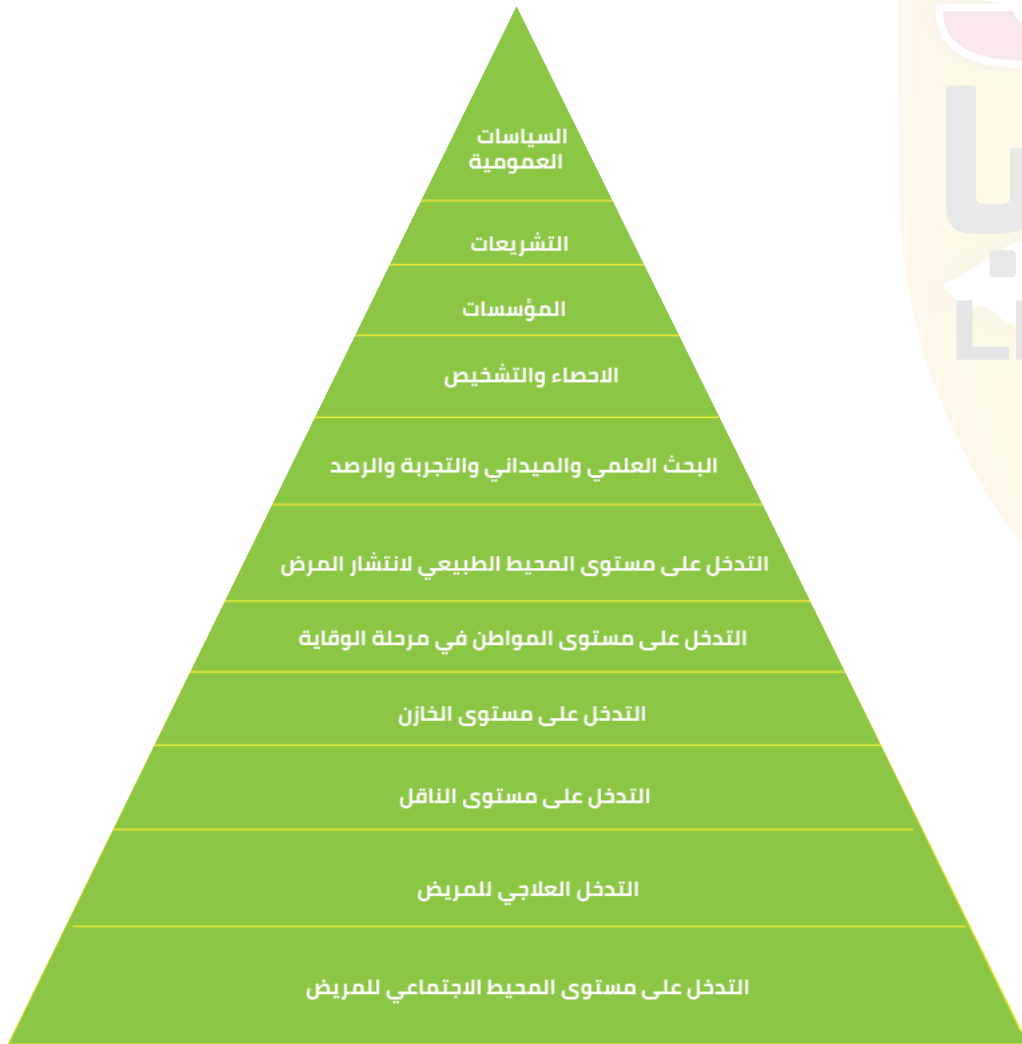 السياسات
العمومية
التشريعات
المؤسسات
الاحصاء والتشخيص
البحث العلمي والميداني والتجربة والرصد
التدخل على مستوى المحيط الطبيعي لانتشار المرض
التدخل على مستوى المواطن في مرحلة الوقاية
التدخل على مستوى الخازن
التدخل على مستوى الناقل
التدخل العلاجي للمريض
التدخل على مستوى المحيط الاجتماعي للمريض